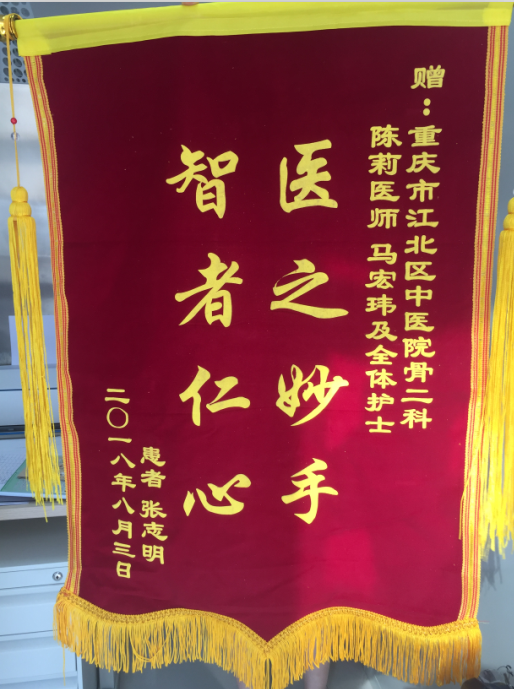 赠：重庆市江北区中医院骨二科
陈莉医师 马宏玮及全体护士
医之妙手
智者仁心
患者 张志明
二〇一八年八月三日